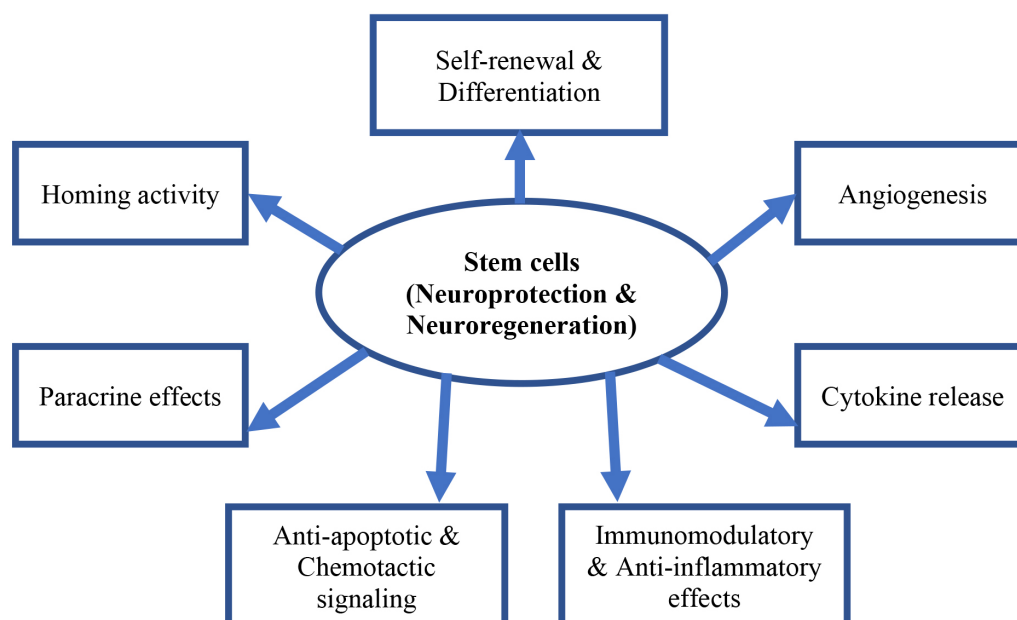 Self-renewal &
Differentiation
Homing activity
Angiogenesis
Stem cells
(Neuroprotection &
Neuroregeneration)
Paracrine effects
Cytokine release
Anti-apoptotic &
Chemotactic
signaling
Immunomodulatory
& Anti-inflammatory
effects